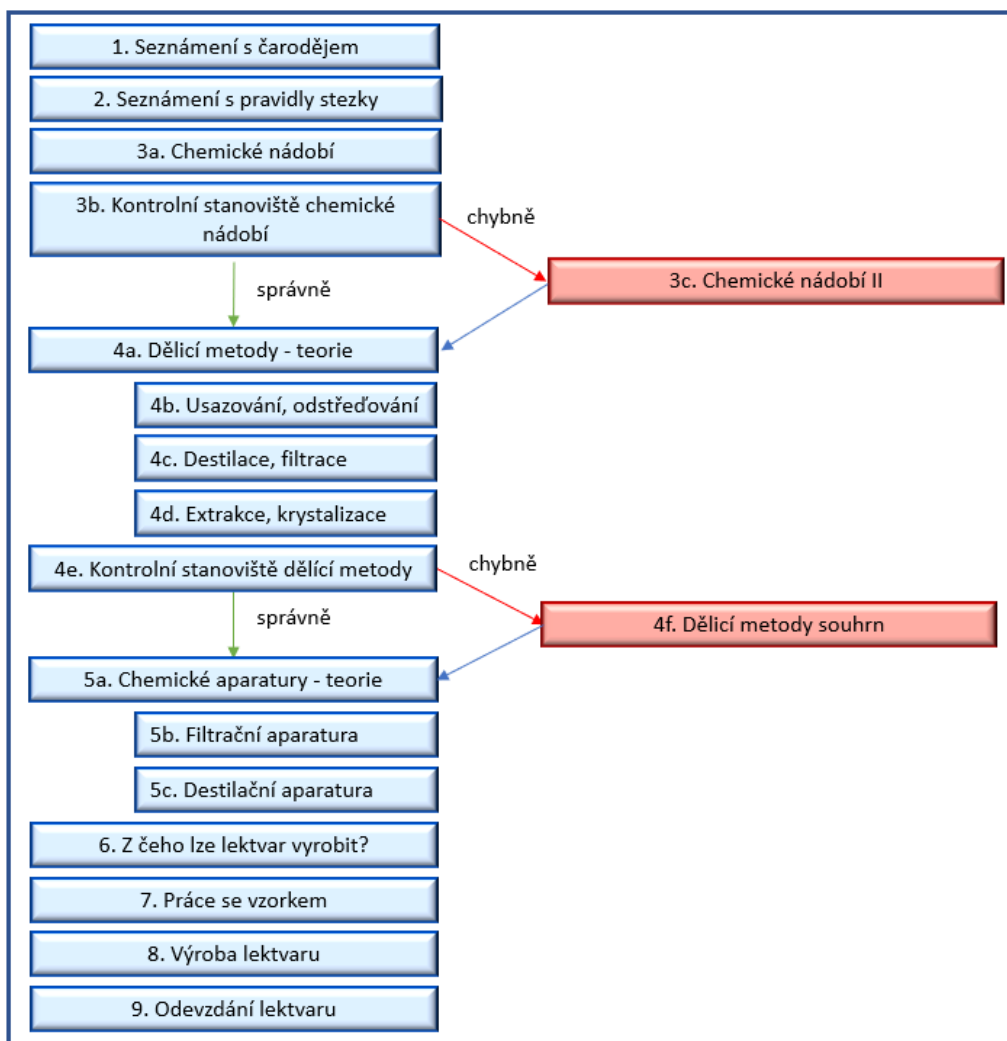 1. Seznámení s čarodějem
2. Seznámení s pravidly stezky
3a. Chemické nádobí
3b. Kontrolní stanoviště chemické
nádobí
chybně
3c. Chemické nádobí II
správně
4a. Dělicí metody - teorie
4b. Usazování, odstřeďování
4c. Destilace, filtrace
4d. Extrakce, krystalizace
4e. Kontrolní stanoviště dělící metody
chybně
správně
4f. Dělicí metody souhrn
5a. Chemické aparatury - teorie
5b. Filtrační aparatura
5c. Destilační aparatura
6. Z čeho lze lektvar vyrobit?
7. Práce se vzorkem
8. Výroba lektvaru
9. Odevzdání lektvaru